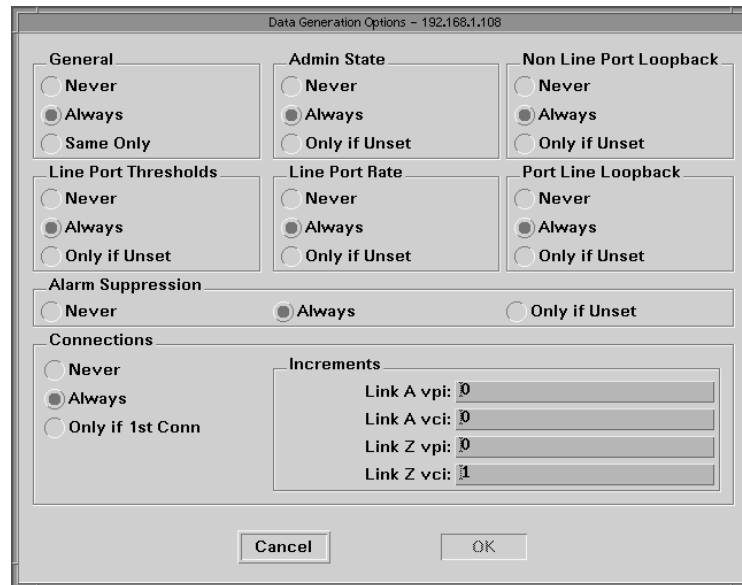 Data Generation Options - 192.168.1.108
General
Never
Always
Same Only
Admin State
Never
Always
Only if Unset
Non Line Port Loopback
Never
Always
Only if Unset
Line Port Thresholds
Never
Always
Only if Unset
Line Port Rate
Never
Always
Only if Unset
Port Line Loopback
Never
Always
Only if Unset
Alarm Suppression
Never Always Only if Unset
Connections
Never
Always
Only if 1st Conn
Increments
Link A vpi: 0
Link A vci: 0
Link Z vpi: 0
Link Z vci: 1
Cancel OK